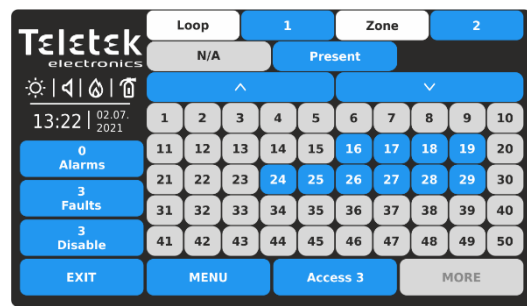 Teletek
electronics
Loop 1 Zone 2
N/A Present
13:22 02.07.
2021
0
Alarms
3
Faults
3
Disable
1 2 3 4 5 6 7 8 9 10
11 12 13 14 15 16 17 18 19 20
21 22 23 24 25 26 27 28 29 30
31 32 33 34 35 36 37 38 39 40
41 42 43 44 45 46 47 48 49 50
EXIT MENU Access 3 MORE